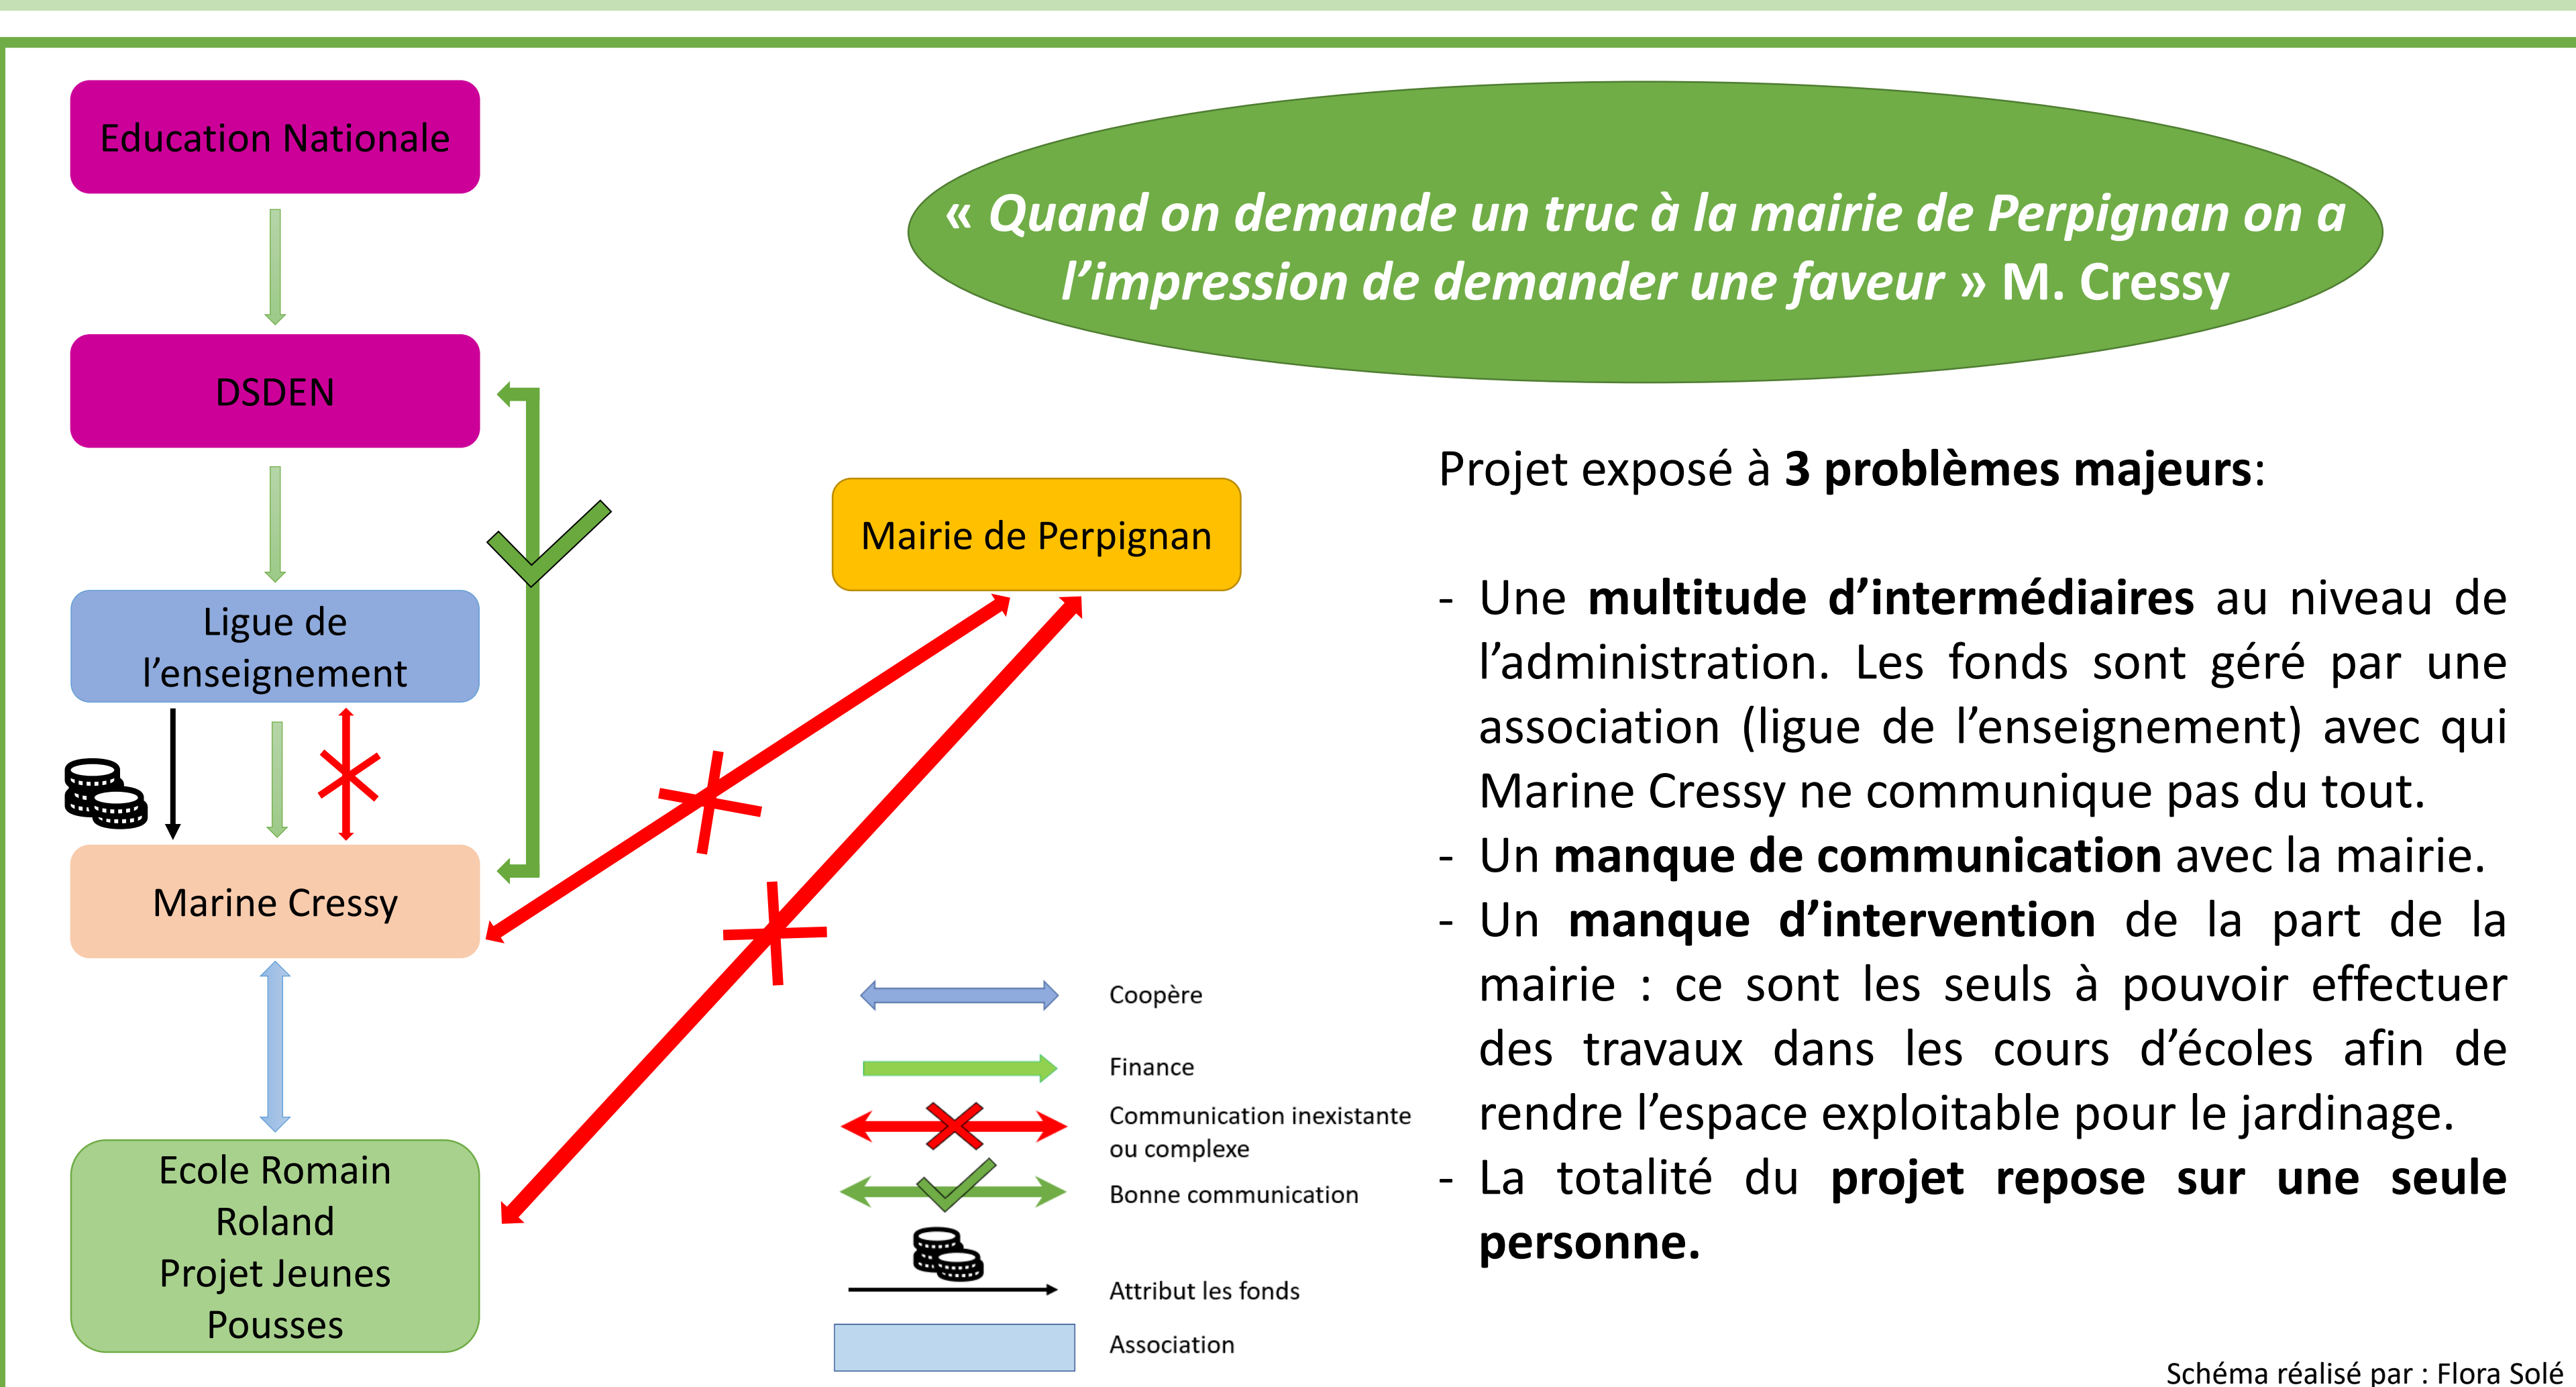 Education Nationale
DSDEN
Ligue de
l’enseignement
Marine Cressy
Ecole Romain
Roland
Projet Jeunes
Pousses
Mairie de Perpignan
« Quand on demande un truc à la mairie de Perpignan on a
l’impression de demander une faveur » M. Cressy
Projet exposé à 3 problèmes majeurs:
- Une multitude d’intermédiaires au niveau de
l’administration. Les fonds sont géré par une
association (ligue de l’enseignement) avec qui
Marine Cressy ne communique pas du tout.
- Un manque de communication avec la mairie.
- Un manque d’intervention de la part de la
mairie : ce sont les seuls à pouvoir effectuer
des travaux dans les cours d’écoles afin de
rendre l’espace exploitable pour le jardinage.
- La totalité du projet repose sur une seule
personne.
Coopère
Finance
Communication inexistante
ou complexe
Bonne communication
Attribut les fonds
Association
Schéma réalisé par : Flora Solé